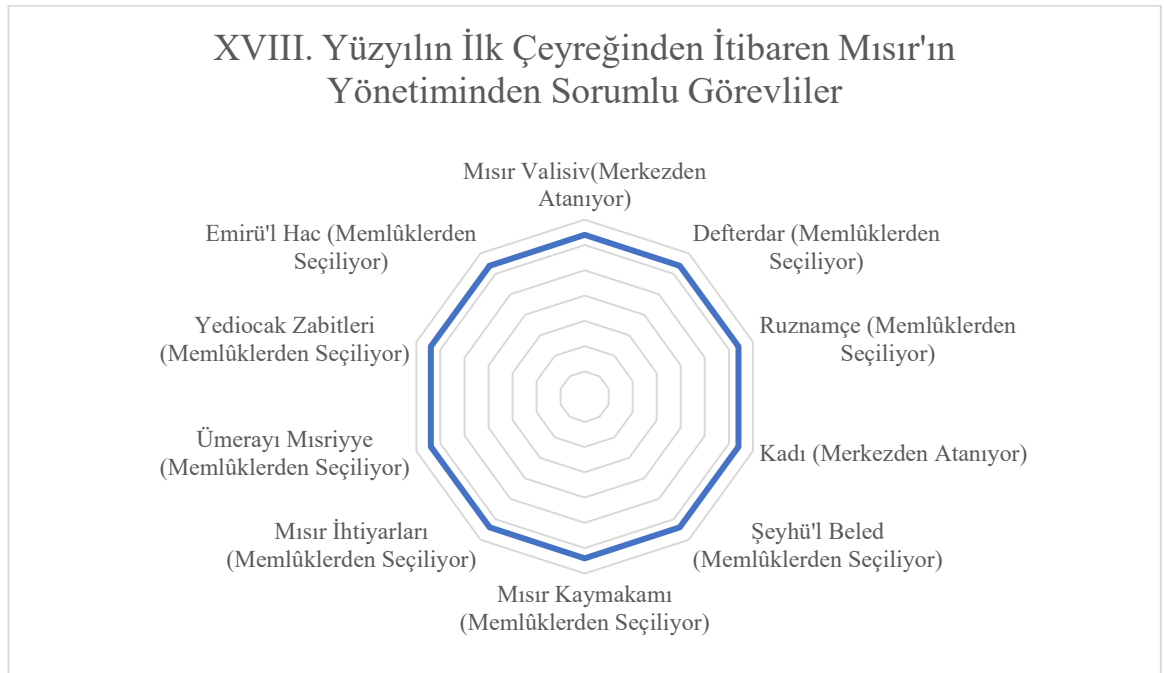 XVIII. Yüzyılın İlk Çeyreğinden İtibaren Mısır'ın
Yönetiminden Sorumlu Görevliler
Mısır Valisiv(Merkezden
Atanıyor)
Defterdar (Memlûklerden
Seçiliyor)
Ruznamçe (Memlûklerden
Seçiliyor)
Kadı (Merkezden Atanıyor)
Şeyhü'l Beled
(Memlûklerden Seçiliyor)
Mısır Kaymakamı
(Memlûklerden Seçiliyor)
Mısır İhtiyarları
(Memlûklerden Seçiliyor)
Ümerayı Mısriyye
(Memlûklerden Seçiliyor)
Yediocak Zabitleri
(Memlûklerden Seçiliyor)
Emirü'l Hac (Memlûklerden
Seçiliyor)